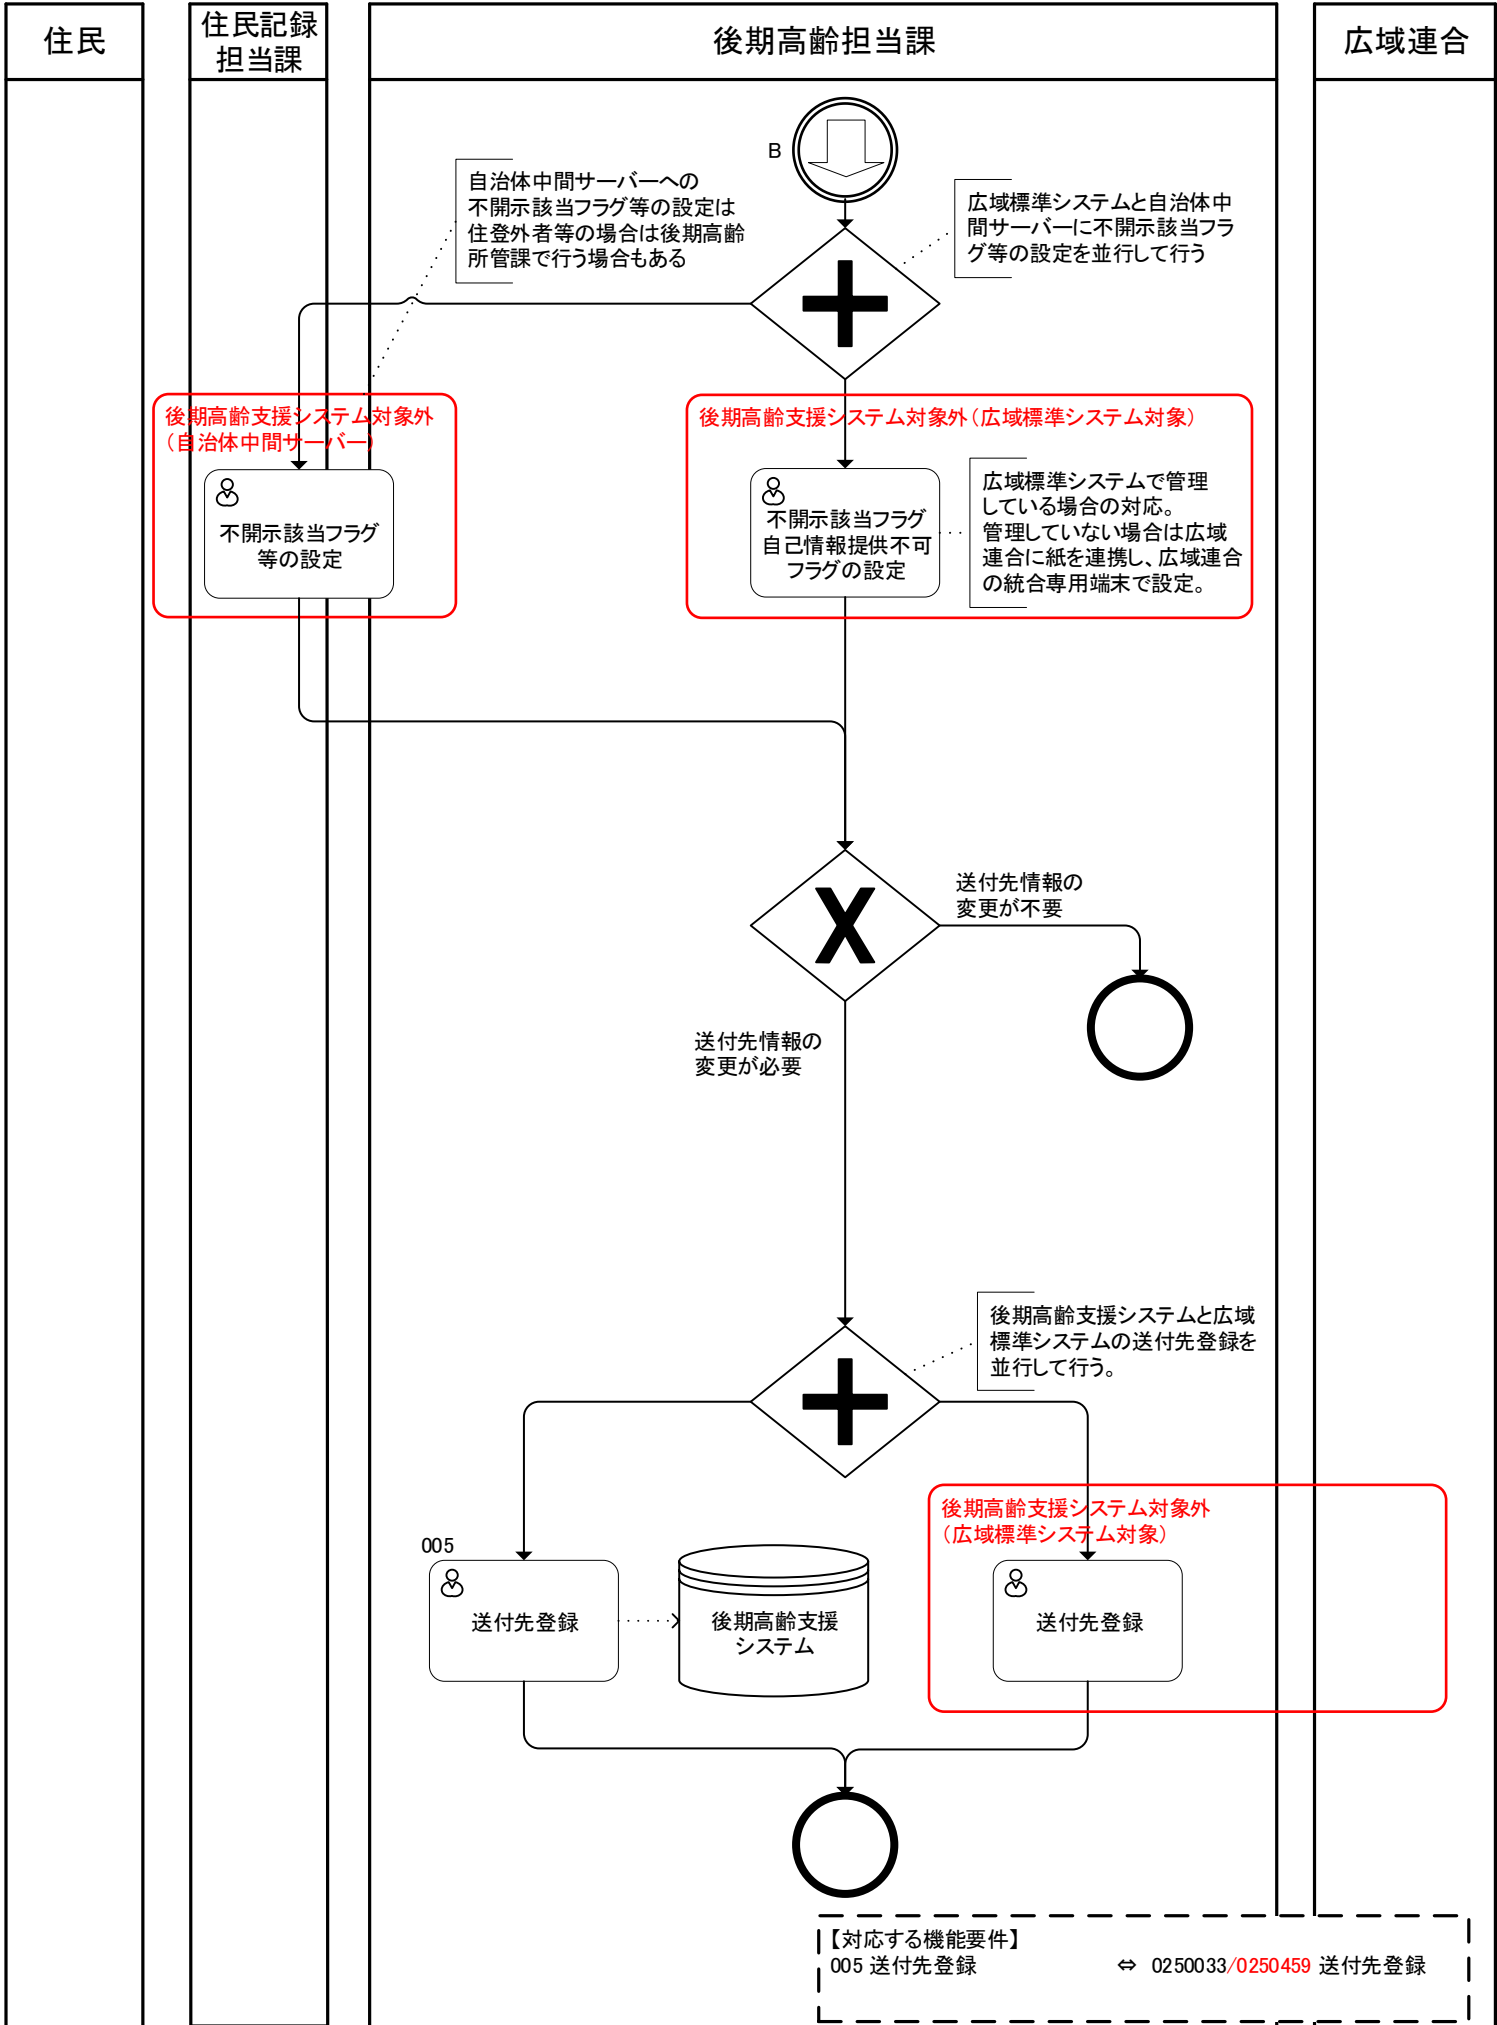 住民
住民記録
担当課
後期高齢担当課
広域連合
B
自治体中間サーバーへの
不開示該当フラグ等の設定は
住登外者等の場合は後期高齢
所管課で行う場合もある
広域標準システムと自治体中
間サーバーに不開示該当フラ
グ等の設定を並行して行う
後期高齢支援システム対象外
（自治体中間サーバー）
後期高齢支援システム対象外（広域標準システム対象）
不開示該当フラグ
等の設定
不開示該当フラグ
自己情報提供不可
フラグの設定
広域標準システムで管理
している場合の対応。
管理していない場合は広域
連合に紙を連携し、広域連合
の統合専用端末で設定。
送付先情報の
変更が不要
送付先情報の
変更が必要
後期高齢支援システムと広域
標準システムの送付先登録を
並行して行う。
後期高齢支援システム対象外
（広域標準システム対象）
005
送付先登録
後期高齢支援
システム
送付先登録
【対応する機能要件】
005 送付先登録 ⇔ 0250033/0250459 送付先登録